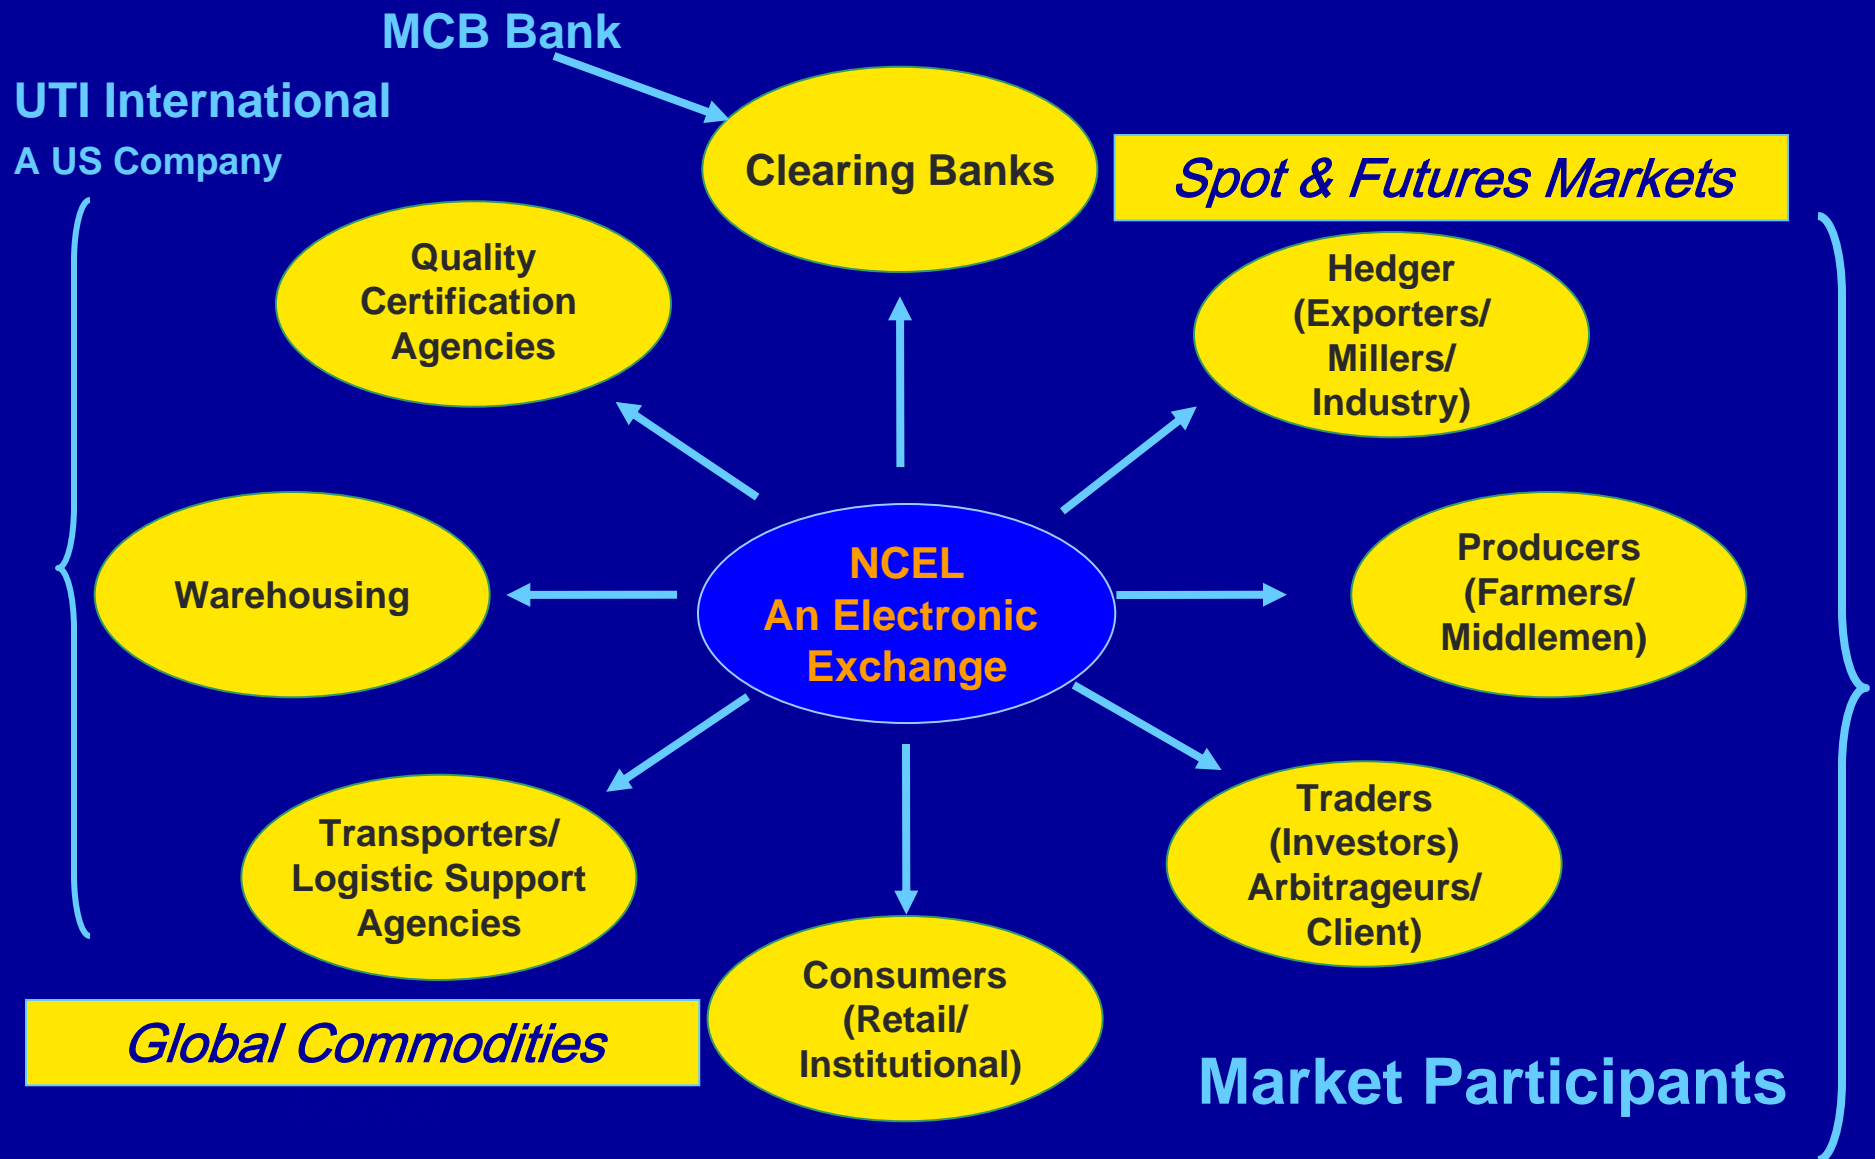 MCB Bank
UTI International
A US Company
Clearing Banks
Spot & Futures Markets
Quality
Certification
Agencies
Hedger
(Exporters/
Millers/
Industry)
Warehousing
NCEL
An Electronic
Exchange
Producers
(Farmers/
Middlemen)
Transporters/
Logistic Support
Agencies
Traders
(Investors)
Arbitrageurs/
Client)
Consumers
(Retail/
Institutional)
Global Commodities
Market Participants